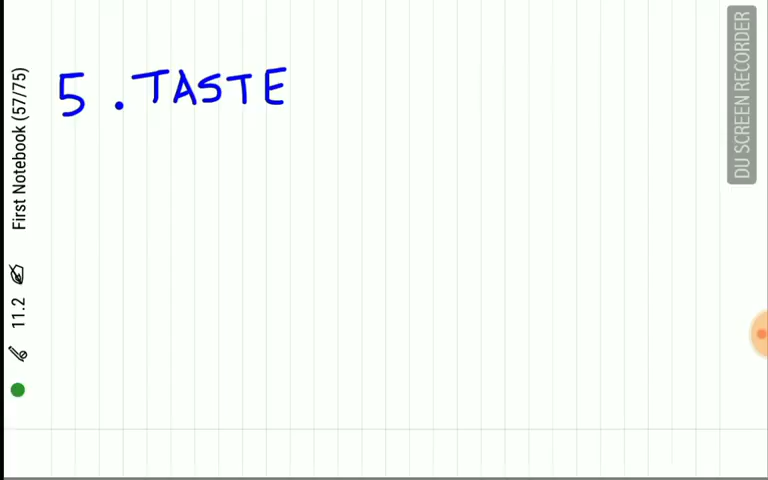 5 . TASTE
First Notebook (57/75)
11.2
DU SCREEN RECORDER